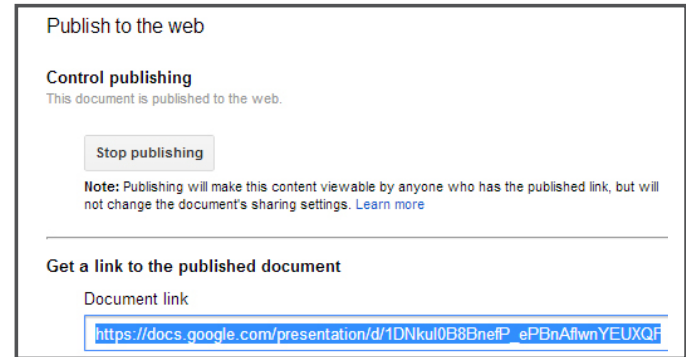 Publish to the web
Control publishing
This document is published to the web.
Stop publishing
Note: Publishing will make this content viewable by anyone who has the published link, but will
not change the document's sharing settings. Learn more
Get a link to the published document
Document link
https://docs.google.com/presentation/d/1DNkul0B8BnefP_ePBnAflwnYEUXQF